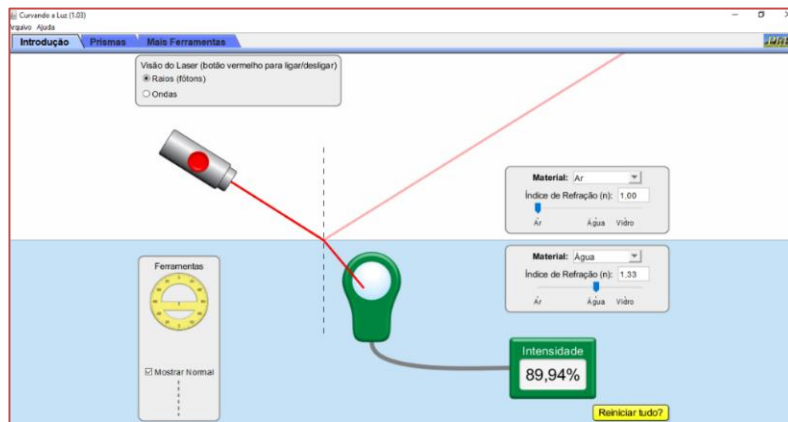 Curvando a Luz (1.03)
rquivo Ajuda
Introdução Prismas Mais Ferramentas
Visão do Laser (botão vermelho para ligar/desligar)
Raios (fótons)
Ondas
Material: Ar
Índice de Refração (n): 1,00
Ar Água Vidro
Material: Água
Índice de Refração (n): 1,33
Ar Água Vidro
Ferramentas
Mostrar Normal
Intensidade
89,94%
Reiniciar tudo?